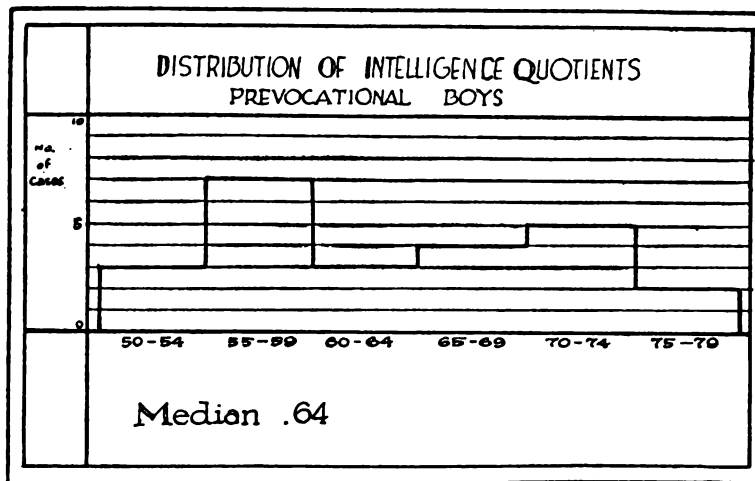 DISTRIBUTION OF INTELLIGENCE QUOTIENTS
PREVOCATIONAL BOYS
10
No.
of
Cases
5
0
50-54 55-59 60-64 65-69 70-74 75-79
Median .64